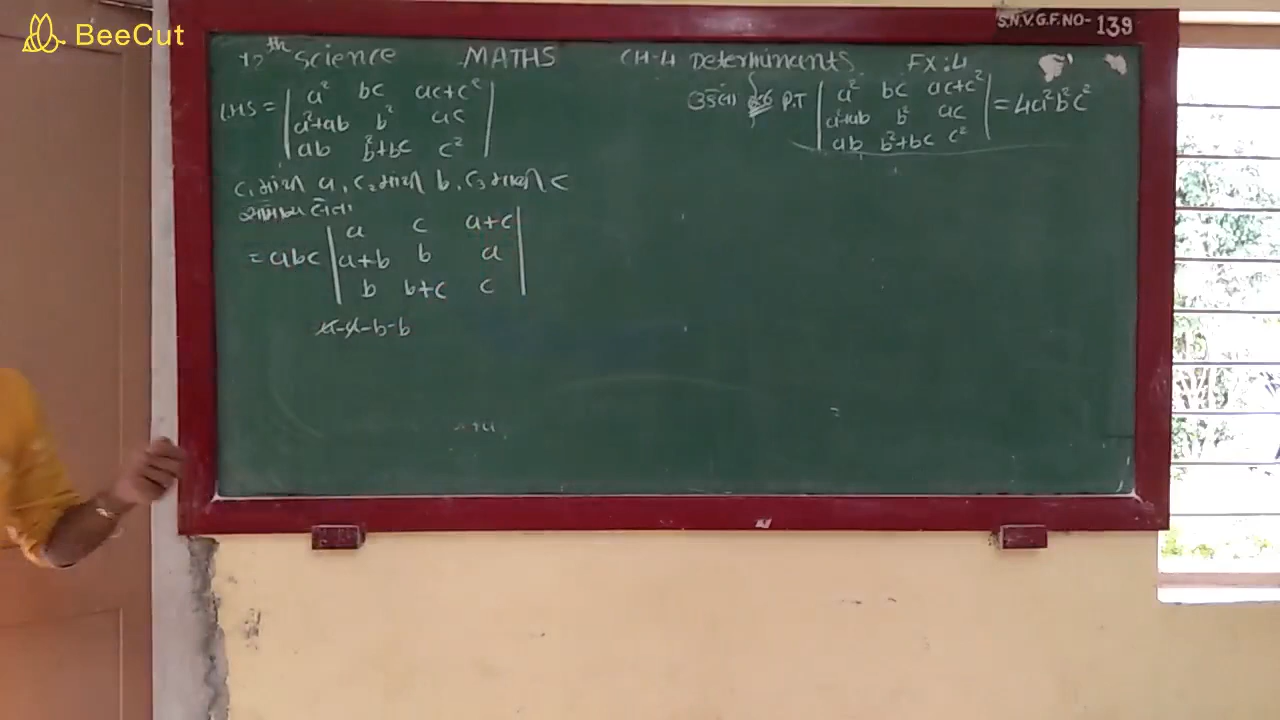 BeeCut
S.N.V.G.F.NO- 139
12th Science MATHS CH-4 Determinants EX:4
LHS = | a² bc ac+c² |
| a²+ab b² ac |
| ab b²+bc c² |
C₁ માંથી a, C₂ માંથી b, C₃ માંથી c
સામાન્ય લેતા
= abc | a c a+c |
| a+b b a |
| b b+c c |
a-a-b-b
P.T | a² bc ac+c² | = 4a²b²c²
| a²+ab b² ac |
| ab b²+bc c² |